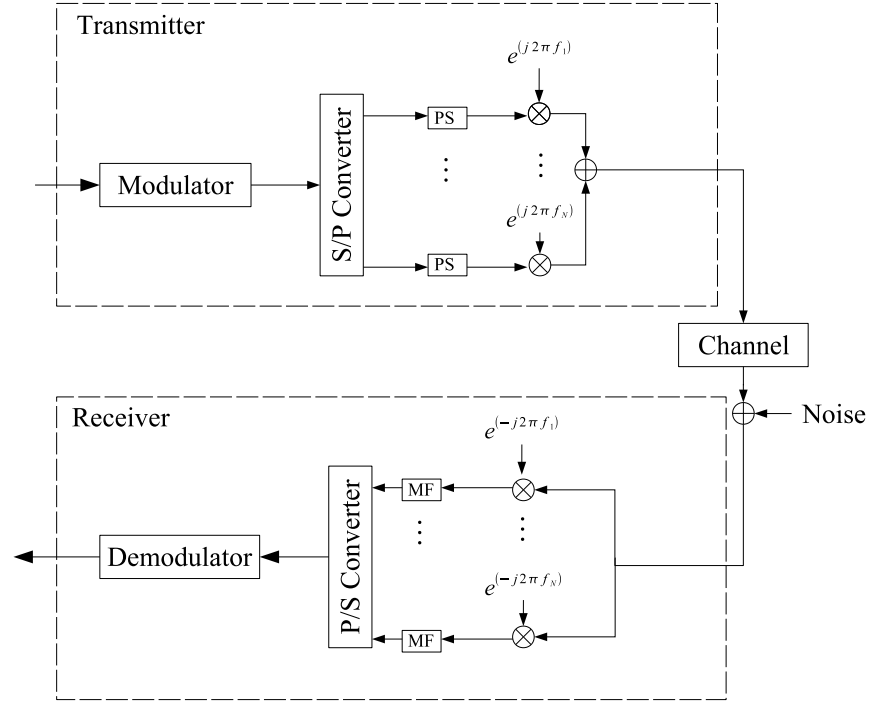 Transmitter
e^(j2πf_1)
PS
⋮
⋮
Modulator
S/P Converter
e^(j2πf_N)
PS
Channel
Noise
Receiver
e^(−j2πf_1)
MF
⋮
⋮
Demodulator
P/S Converter
e^(−j2πf_N)
MF